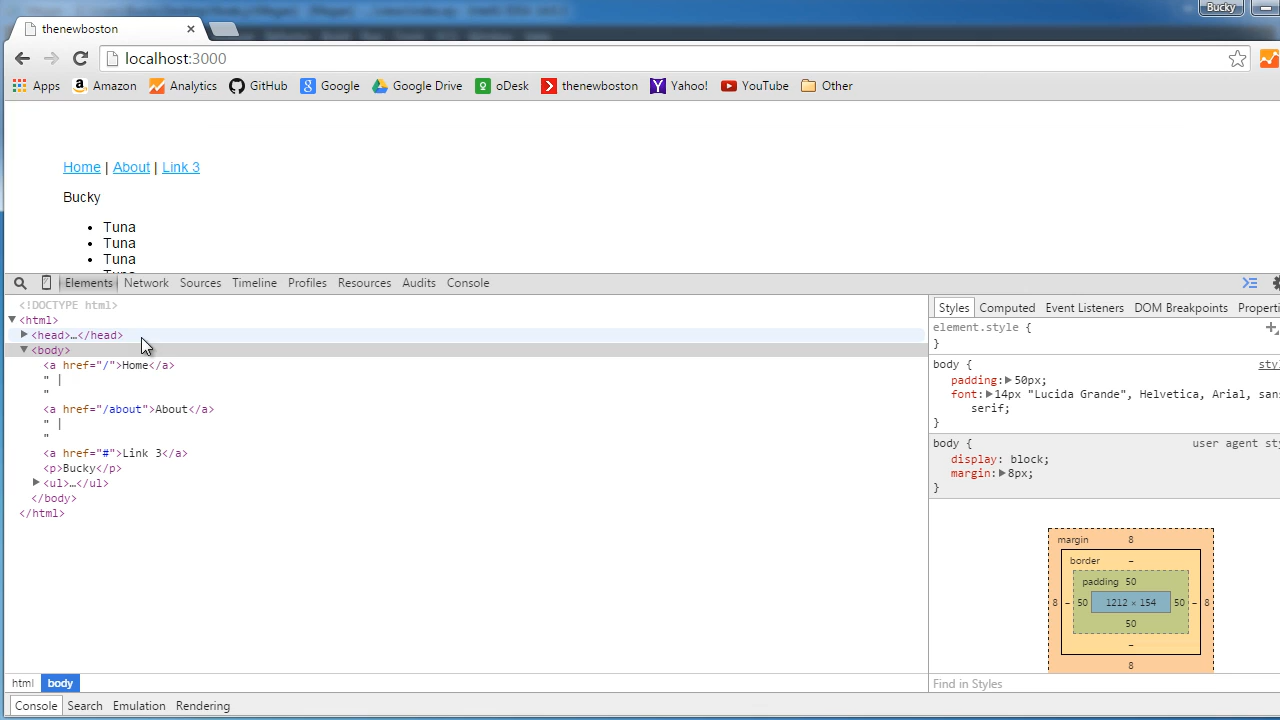 Bucky
thenewboston
localhost:3000
Apps Amazon Analytics GitHub Google Google Drive oDesk thenewboston Yahoo! YouTube Other
Home | About | Link 3
Bucky
• Tuna
• Tuna
• Tuna
Elements Network Sources Timeline Profiles Resources Audits Console
<!DOCTYPE html>
<html>
<head>…</head>
<body>
<a href="/">Home</a>
" |
"
<a href="/about">About</a>
" |
"
<a href="#">Link 3</a>
<p>Bucky</p>
<ul>…</ul>
</body>
</html>
html body
Styles Computed Event Listeners DOM Breakpoints Properti
element.style {
}
body { styl
padding: 50px;
font: 14px "Lucida Grande", Helvetica, Arial, san
serif;
}
body { user agent sty
display: block;
margin: 8px;
}
margin 8
border –
padding 50
8 – 50 1212 × 154 50 – 8
50
–
8
Find in Styles
Console Search Emulation Rendering